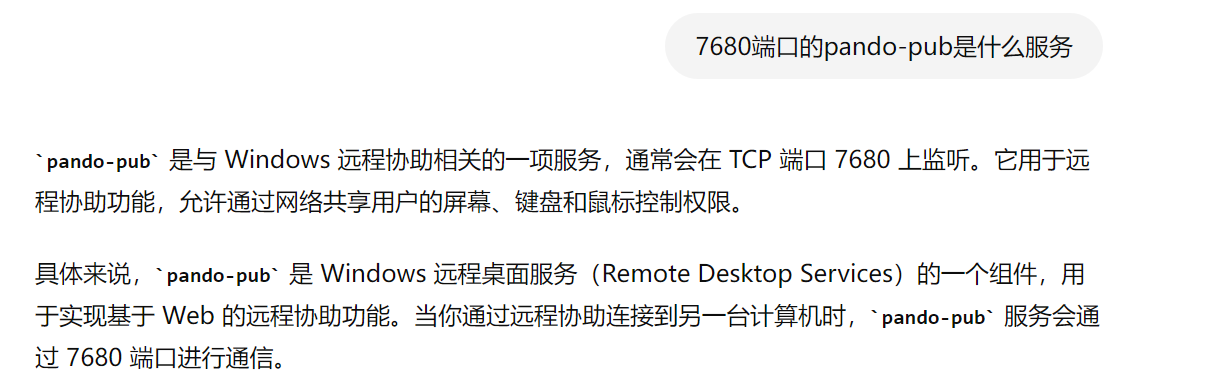 7680端口的pando-pub是什么服务
`pando-pub` 是与 Windows 远程协助相关的一项服务，通常会在 TCP 端口 7680 上监听。它用于远
程协助功能，允许通过网络共享用户的屏幕、键盘和鼠标控制权限。
具体来说，`pando-pub` 是 Windows 远程桌面服务（Remote Desktop Services）的一个组件，用
于实现基于 Web 的远程协助功能。当你通过远程协助连接到另一台计算机时，`pando-pub` 服务会通
过 7680 端口进行通信。